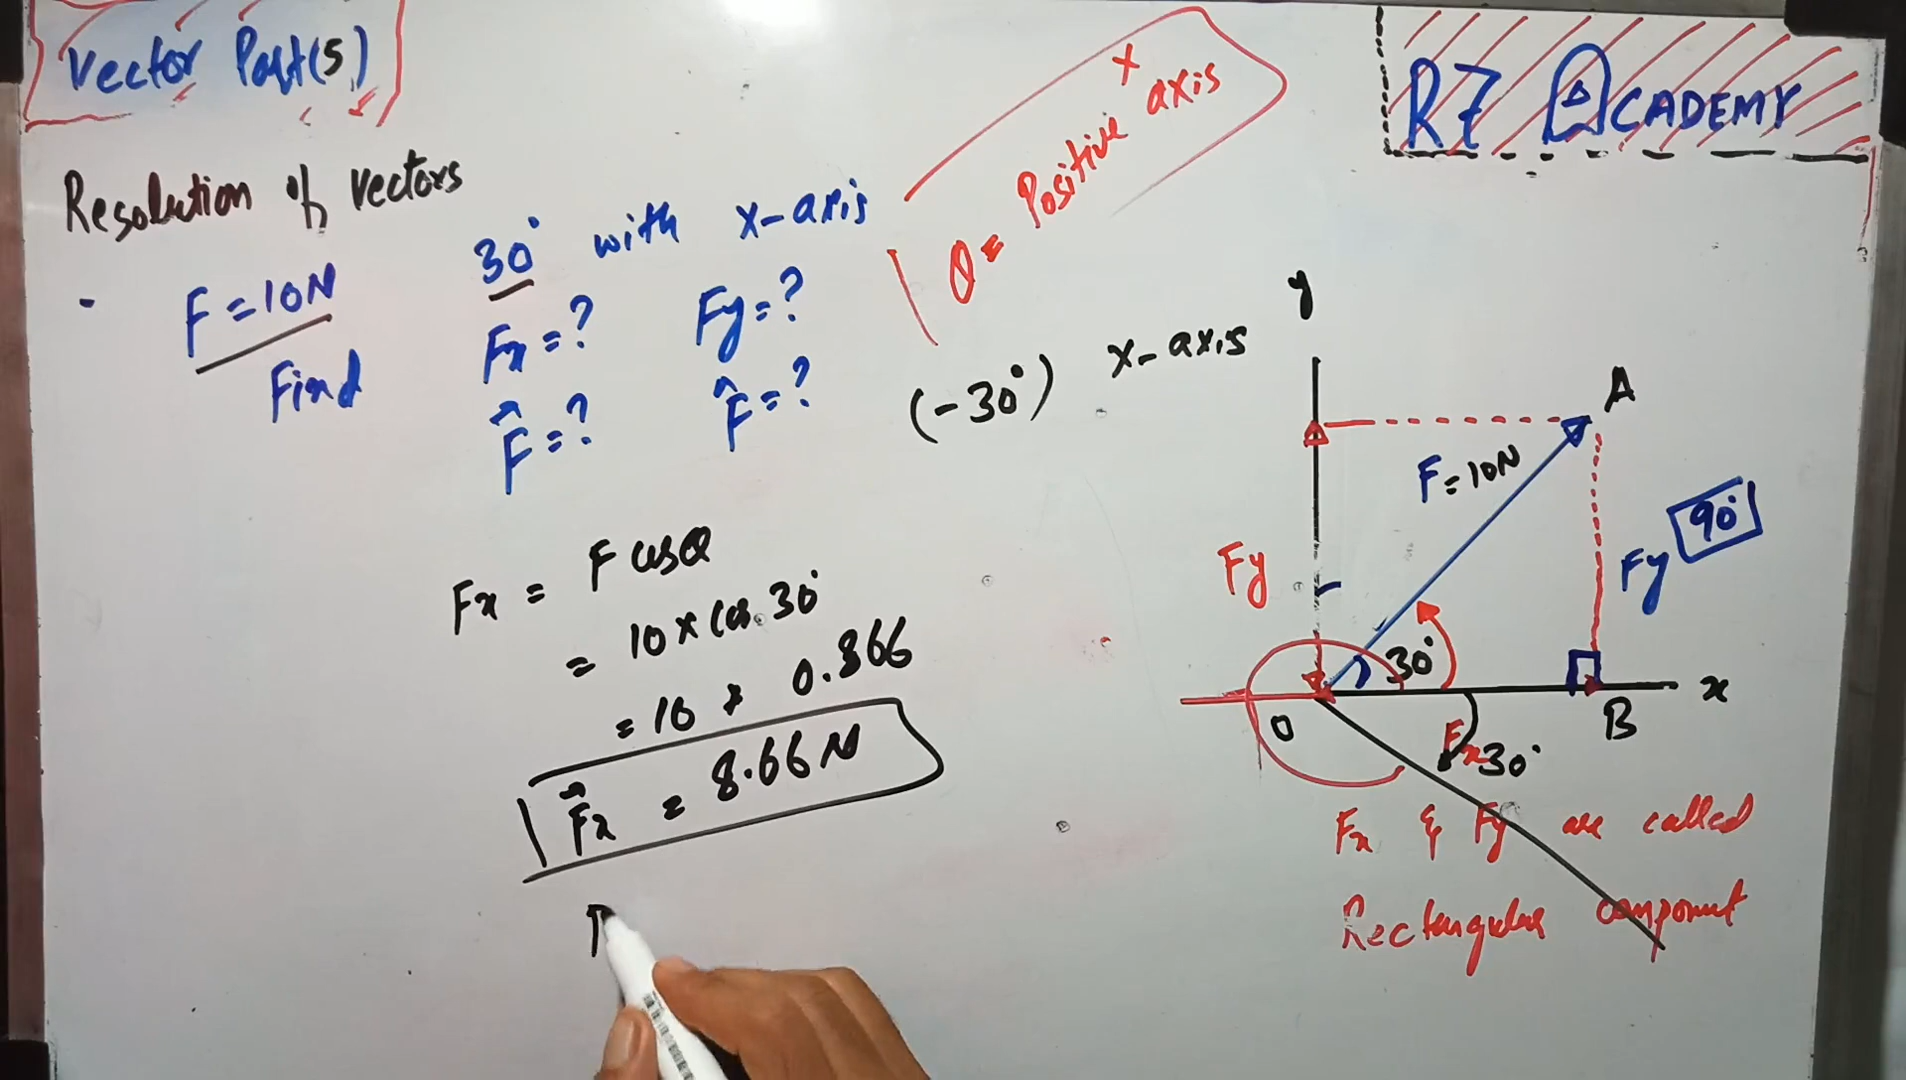 Vector Part(5)
R7 ACADEMY
Resolution of vectors
θ = Positive x axis
F = 10N 30° with x-axis
Find Fx = ? Fy = ?
F̂ = ? F̂ = ?
(-30°) x-axis
Fx = F cosθ
= 10 × cos 30°
= 10 × 0.866
F⃗x = 8.66 N
F
y
A
F = 10N
Fy
Fy 90°
30°
O
B
x
Fx
30°
Fx & Fy are called
Rectangular component